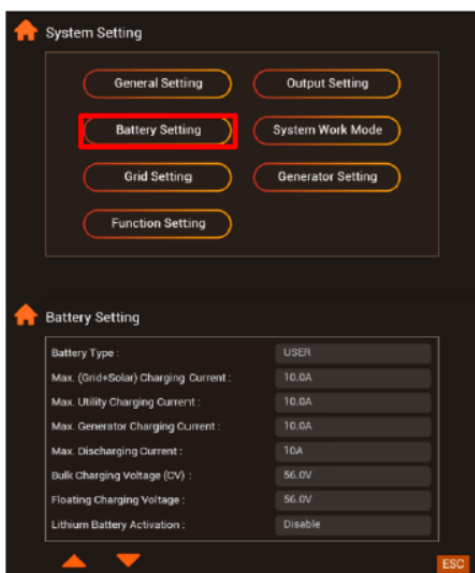 System Setting
General Setting Output Setting
Battery Setting System Work Mode
Grid Setting Generator Setting
Function Setting
Battery Setting
Battery Type : USER
Max. (Grid+Solar) Charging Current : 10.0A
Max. Utility Charging Current : 10.0A
Max. Generator Charging Current : 10.0A
Max. Discharging Current : 10A
Bulk Charging Voltage (CV) : 56.0V
Floating Charging Voltage : 56.0V
Lithium Battery Activation : Disable
ESC